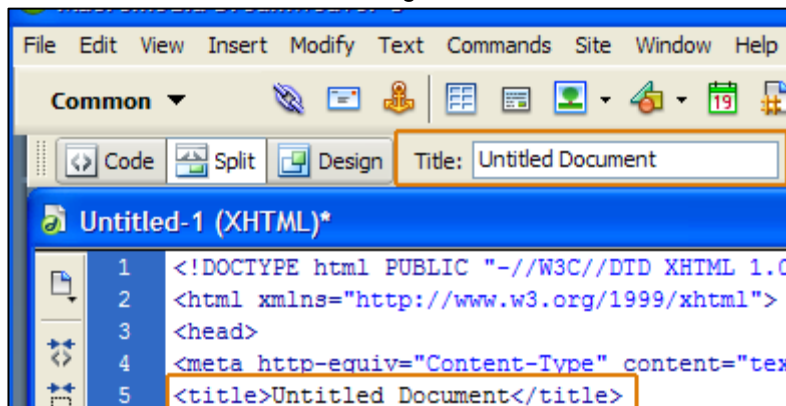 File Edit View Insert Modify Text Commands Site Window Help
Common
19
Code Split Design Title: Untitled Document
Untitled-1 (XHTML)*
1 <!DOCTYPE html PUBLIC "-//W3C//DTD XHTML 1.0
2 <html xmlns="http://www.w3.org/1999/xhtml">
3 <head>
4 <meta http-equiv="Content-Type" content="tex
5 <title>Untitled Document</title>